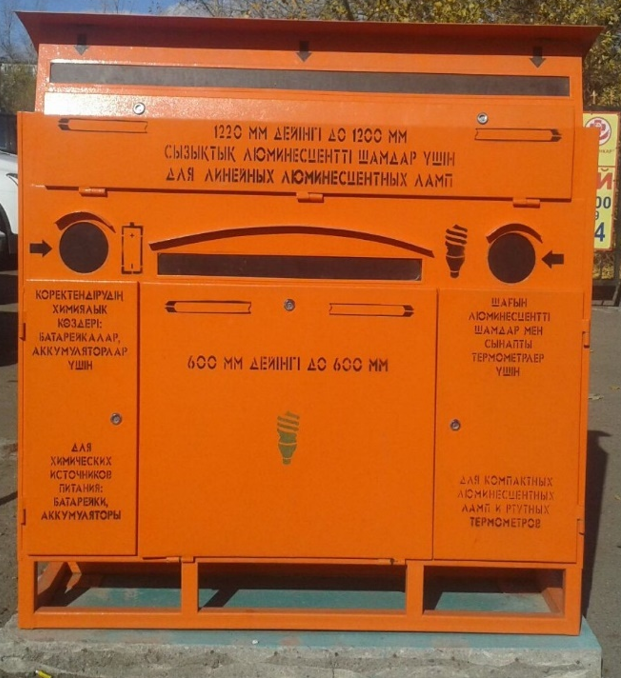 1220 ММ ДЕЙІНГІ ДО 1200 ММ
СЫЗЫҚТЫҚ ЛЮМИНЕСЦЕНТТІ ШАМДАР ҮШІН
ДЛЯ ЛИНЕЙНЫХ ЛЮМИНЕСЦЕНТНЫХ ЛАМП
КОРЕКТЕНДІРУДІҢ
ХИМИЯЛЫК
КӨЗДЕРІ:
БАТАРЕЙКАЛАР,
АККУМУЛЯТОРЛАР
ҮШІН
ДЛЯ
ХИМИЧЕСКИХ
ИСТОЧНИКОВ
ПИТАНИЯ:
БАТАРЕЙКИ,
АККУМУЛЯТОРЫ
600 ММ ДЕЙІНГІ ДО 600 ММ
ШАҒЫН
ЛЮМИНЕСЦЕНТТІ
ШАМДАР МЕН
СЫНАПТЫ
ТЕРМОМЕТРЛЕР
ҮШІН
ДЛЯ КОМПАКТНЫХ
ЛЮМИНЕСЦЕНТНЫХ
ЛАМП И РТУТНЫХ
ТЕРМОМЕТРОВ